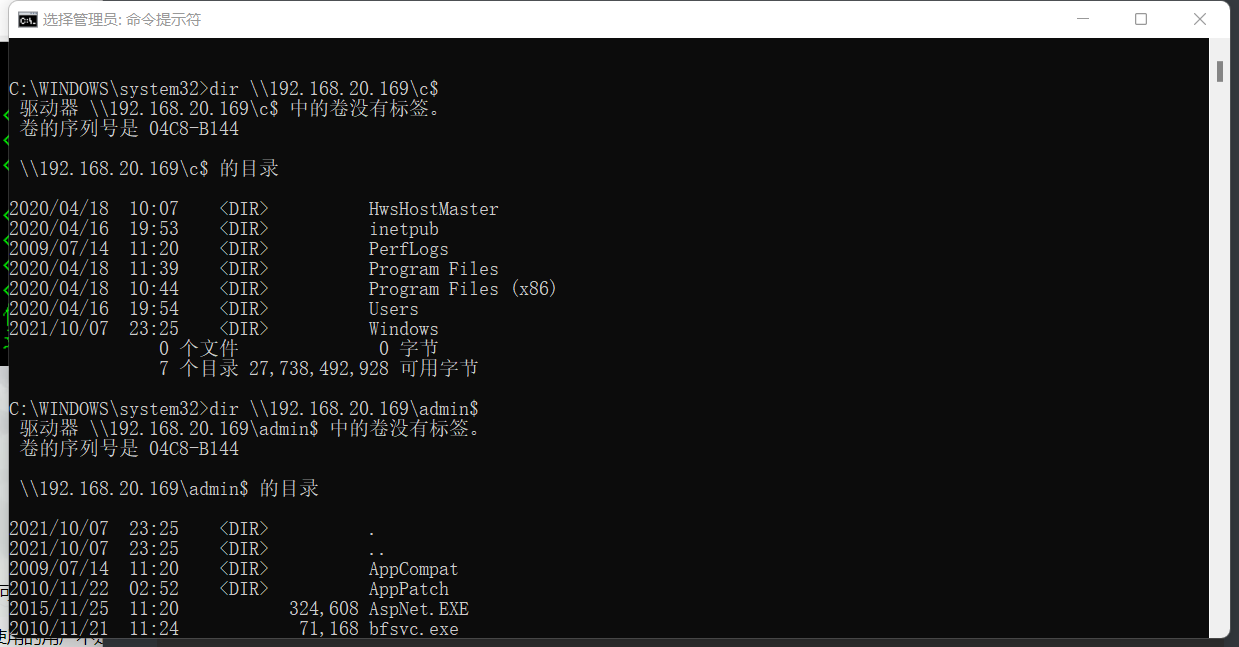 选择管理员: 命令提示符
C:\WINDOWS\system32>dir \\192.168.20.169\c$
驱动器 \\192.168.20.169\c$ 中的卷没有标签。
卷的序列号是 04C8-B144
\\192.168.20.169\c$ 的目录
2020/04/18 10:07 <DIR> HwsHostMaster
2020/04/16 19:53 <DIR> inetpub
2009/07/14 11:20 <DIR> PerfLogs
2020/04/18 11:39 <DIR> Program Files
2020/04/18 10:44 <DIR> Program Files (x86)
2020/04/16 19:54 <DIR> Users
2021/10/07 23:25 <DIR> Windows
0 个文件 0 字节
7 个目录 27,738,492,928 可用字节
C:\WINDOWS\system32>dir \\192.168.20.169\admin$
驱动器 \\192.168.20.169\admin$ 中的卷没有标签。
卷的序列号是 04C8-B144
\\192.168.20.169\admin$ 的目录
2021/10/07 23:25 <DIR> .
2021/10/07 23:25 <DIR> ..
2009/07/14 11:20 <DIR> AppCompat
2010/11/22 02:52 <DIR> AppPatch
2015/11/25 11:20 324,608 AspNet.EXE
2010/11/21 11:24 71,168 bfsvc.exe